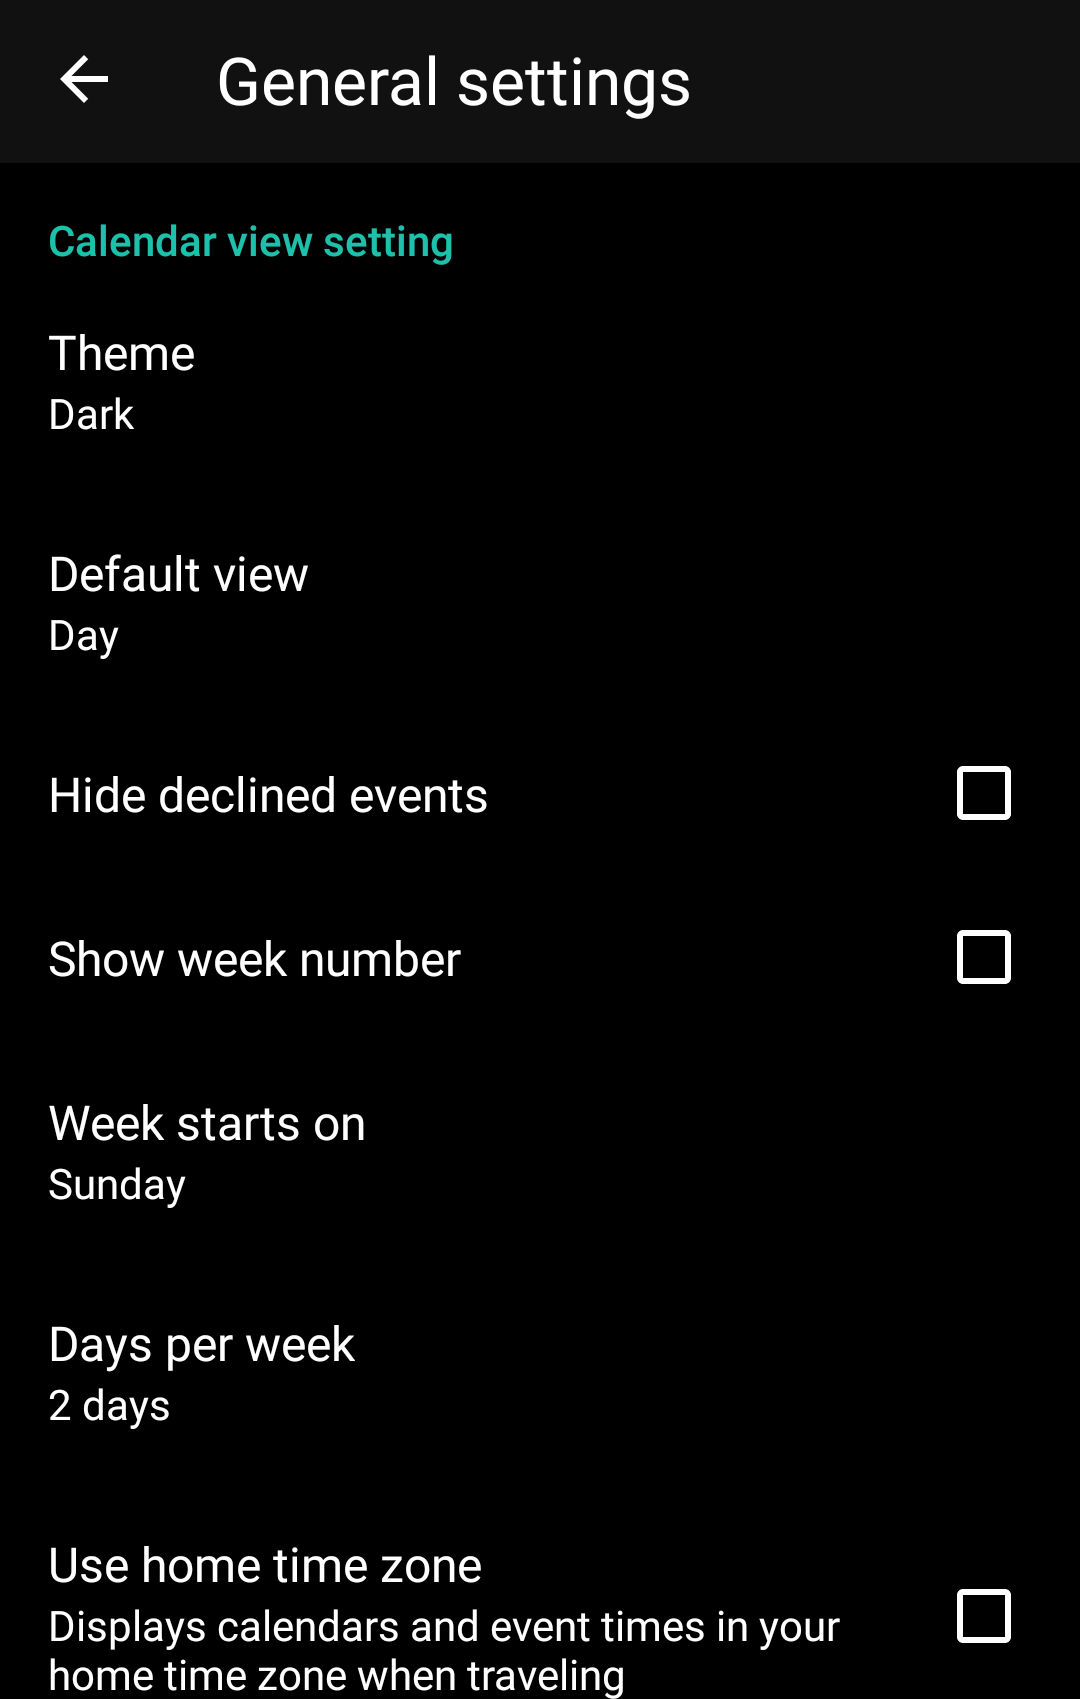 General settings
Calendar view setting
Theme
Dark
Default view
Day
Hide declined events
Show week number
Week starts on
Sunday
Days per week
2 days
Use home time zone
Displays calendars and event times in your
home time zone when traveling